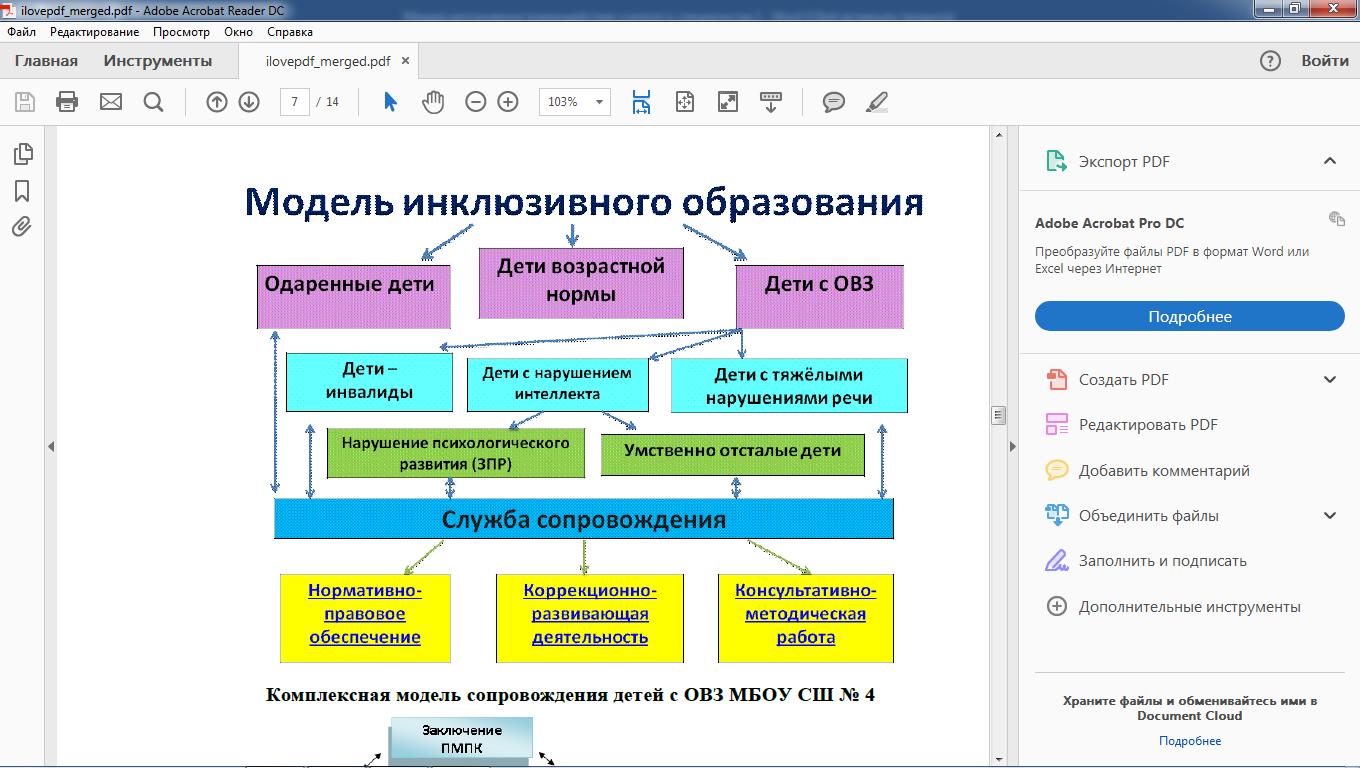 ilovepdf_merged.pdf - Adobe Acrobat Reader DC
Файл Редактирование Просмотр Окно Справка
Главная Инструменты ilovepdf_merged.pdf × Войти
7 / 14 103%
Модель инклюзивного образования
Одаренные дети
Дети возрастной
нормы
Дети с ОВЗ
Дети –
инвалиды
Дети с нарушением
интеллекта
Дети с тяжёлыми
нарушениями речи
Нарушение психологического
развития (ЗПР)
Умственно отсталые дети
Служба сопровождения
Нормативно-
правовое
обеспечение
Коррекционно-
развивающая
деятельность
Консультативно-
методическая
работа
Комплексная модель сопровождения детей с ОВЗ МБОУ СШ № 4
Заключение
ПМПК
Экспорт PDF
Adobe Acrobat Pro DC
Преобразуйте файлы PDF в формат Word или
Excel через Интернет
Подробнее
Создать PDF
Редактировать PDF
Добавить комментарий
Объединить файлы
Заполнить и подписать
Дополнительные инструменты
Храните файлы и обменивайтесь ими в
Document Cloud
Подробнее